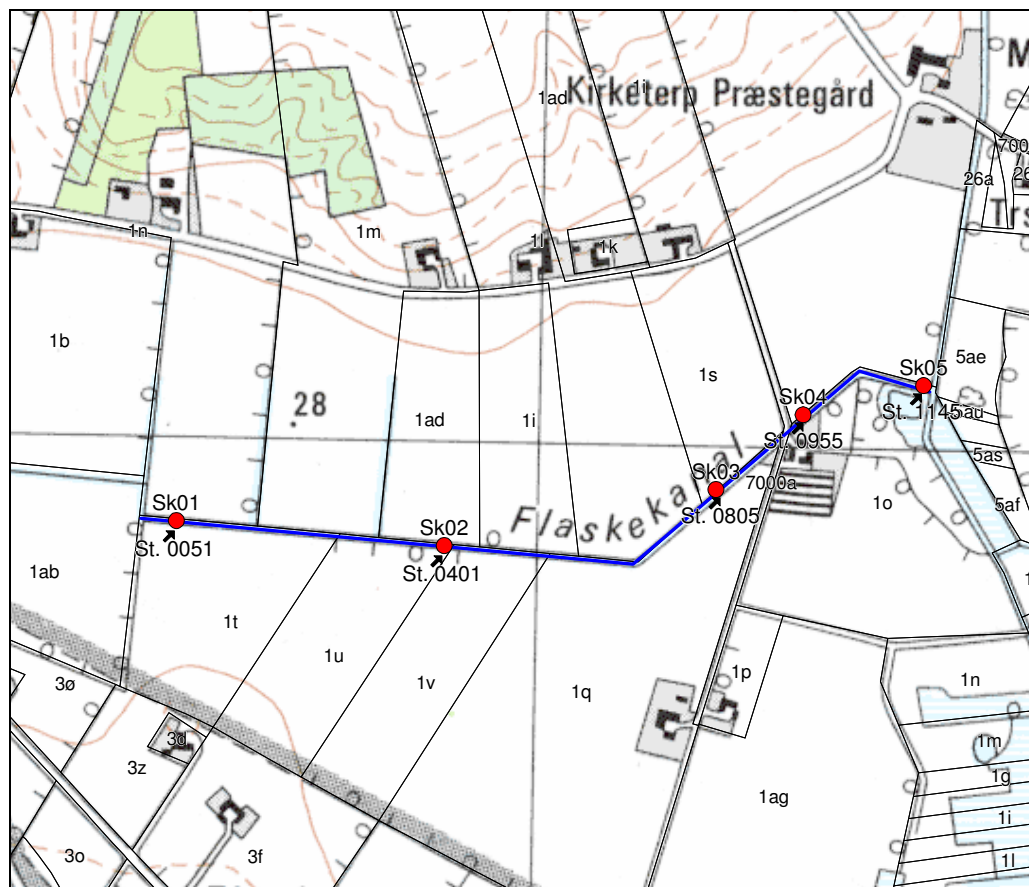 M
Kirketerp Præstegård
1ad
1i
700
26
26a
Trs
1n
1m
1l
1k
1b
5ae
Sk05
1s
Sk04
28
St. 1145
5au
1ad
1i
St. 0955
5as
Sk03
7000a
Flaskekanal
1o
5af
Sk01
St. 0805
Sk02
St. 0051
St. 0401
1ab
1
1t
1u
1p
1v
1q
3ø
1n
3d
1m
3z
1g
1ag
1i
3o
3f
1l